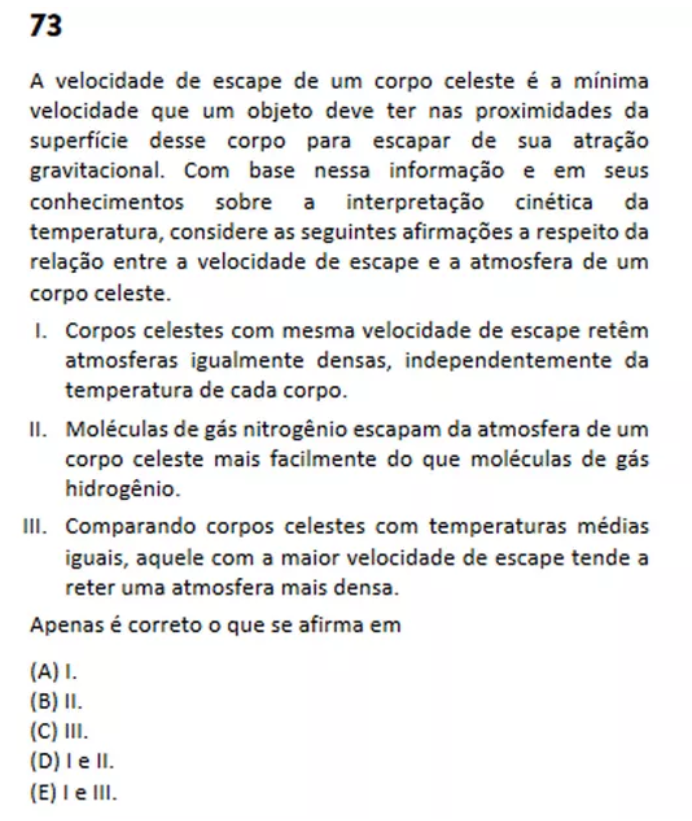 73
A velocidade de escape de um corpo celeste é a mínima
velocidade que um objeto deve ter nas proximidades da
superfície desse corpo para escapar de sua atração
gravitacional. Com base nessa informação e em seus
conhecimentos sobre a interpretação cinética da
temperatura, considere as seguintes afirmações a respeito da
relação entre a velocidade de escape e a atmosfera de um
corpo celeste.
I. Corpos celestes com mesma velocidade de escape retêm
atmosferas igualmente densas, independentemente da
temperatura de cada corpo.
II. Moléculas de gás nitrogênio escapam da atmosfera de um
corpo celeste mais facilmente do que moléculas de gás
hidrogênio.
III. Comparando corpos celestes com temperaturas médias
iguais, aquele com a maior velocidade de escape tende a
reter uma atmosfera mais densa.
Apenas é correto o que se afirma em
(A) I.
(B) II.
(C) III.
(D) I e II.
(E) I e III.